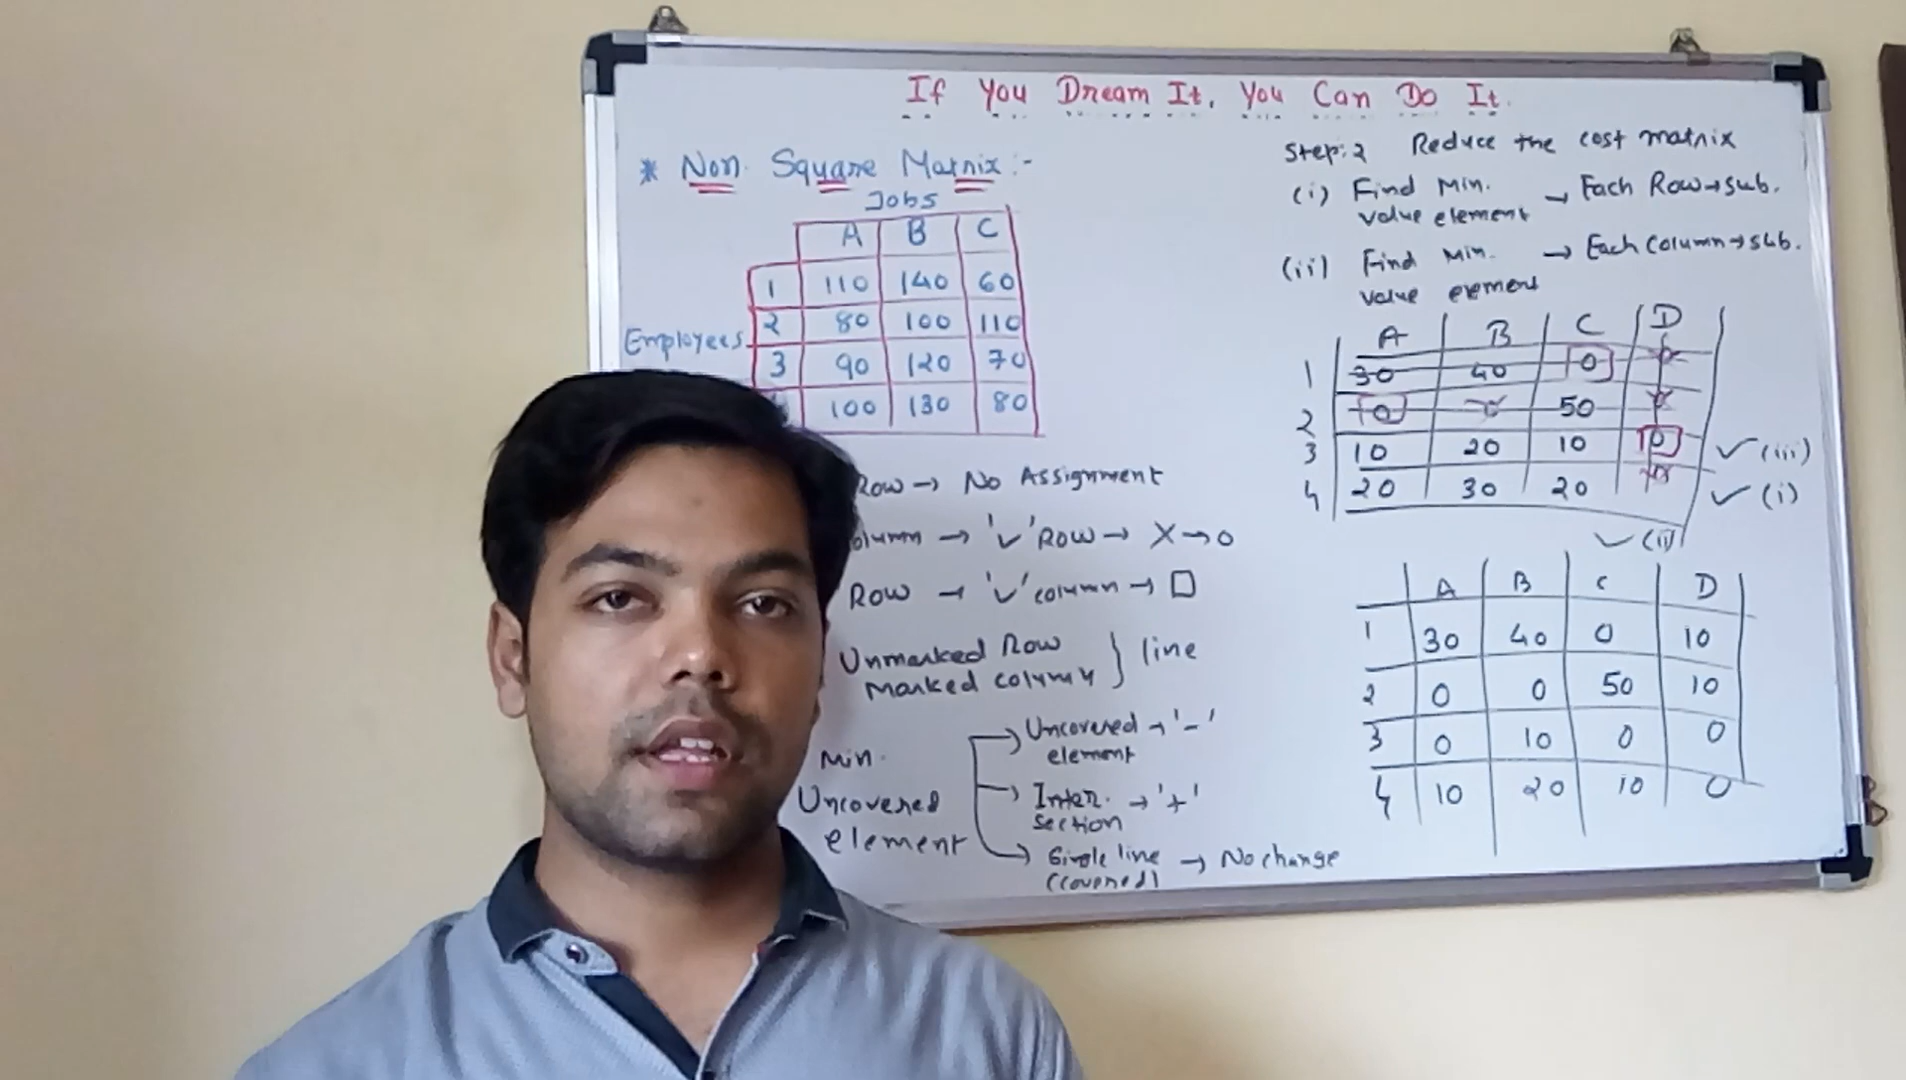 If You Dream It, You Can Do It.
* Non Square Matrix :-
Jobs
A B C
1 110 140 60
2 80 100 110
Employees
3 90 120 70
100 130 80
Row → No Assignment
→ '✓' Row → X → 0
Row → '✓' column → □
Unmarked Row
Marked column } line
Min.
Uncovered
element
→ Uncovered → '-'
element
→ Inter. → '+'
section
→ Single line → No change
(covered)
Step:2 Reduce the cost matrix
(i) Find Min. → Each Row → sub.
value element
(ii) Find Min. → Each Column → sub.
value element
A B C D
1 30 40 0
2 0 50
3 10 20 10 0 ✓ (iii)
4 20 30 20 ✓ (i)
✓ (ii)
A B C D
1 30 40 0 10
2 0 0 50 10
3 0 10 0 0
4 10 20 10 0
B